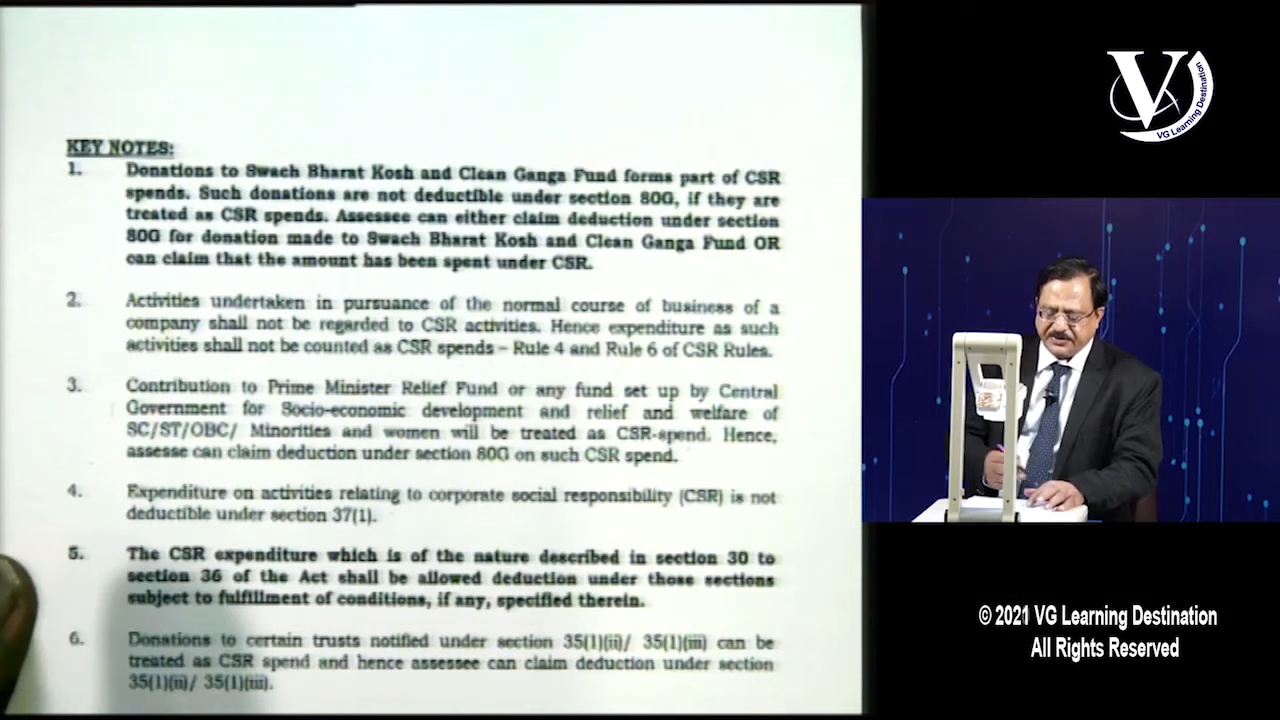 KEY NOTES:
1. Donations to Swach Bharat Kosh and Clean Ganga Fund forms part of CSR
spends. Such donations are not deductible under section 80G, if they are
treated as CSR spends. Assessee can either claim deduction under section
80G for donation made to Swach Bharat Kosh and Clean Ganga Fund OR
can claim that the amount has been spent under CSR.
2. Activities undertaken in pursuance of the normal course of business of a
company shall not be regarded to CSR activities. Hence expenditure as such
activities shall not be counted as CSR spends – Rule 4 and Rule 6 of CSR Rules.
3. Contribution to Prime Minister Relief Fund or any fund set up by Central
Government for Socio-economic development and relief and welfare of
SC/ST/OBC/ Minorities and women will be treated as CSR-spend. Hence,
assesse can claim deduction under section 80G on such CSR spend.
4. Expenditure on activities relating to corporate social responsibility (CSR) is not
deductible under section 37(1).
5. The CSR expenditure which is of the nature described in section 30 to
section 36 of the Act shall be allowed deduction under those sections
subject to fulfillment of conditions, if any, specified therein.
6. Donations to certain trusts notified under section 35(1)(ii)/ 35(1)(iii) can be
treated as CSR spend and hence assessee can claim deduction under section
35(1)(ii)/ 35(1)(iii).
V
VG Learning Destination
© 2021 VG Learning Destination
All Rights Reserved